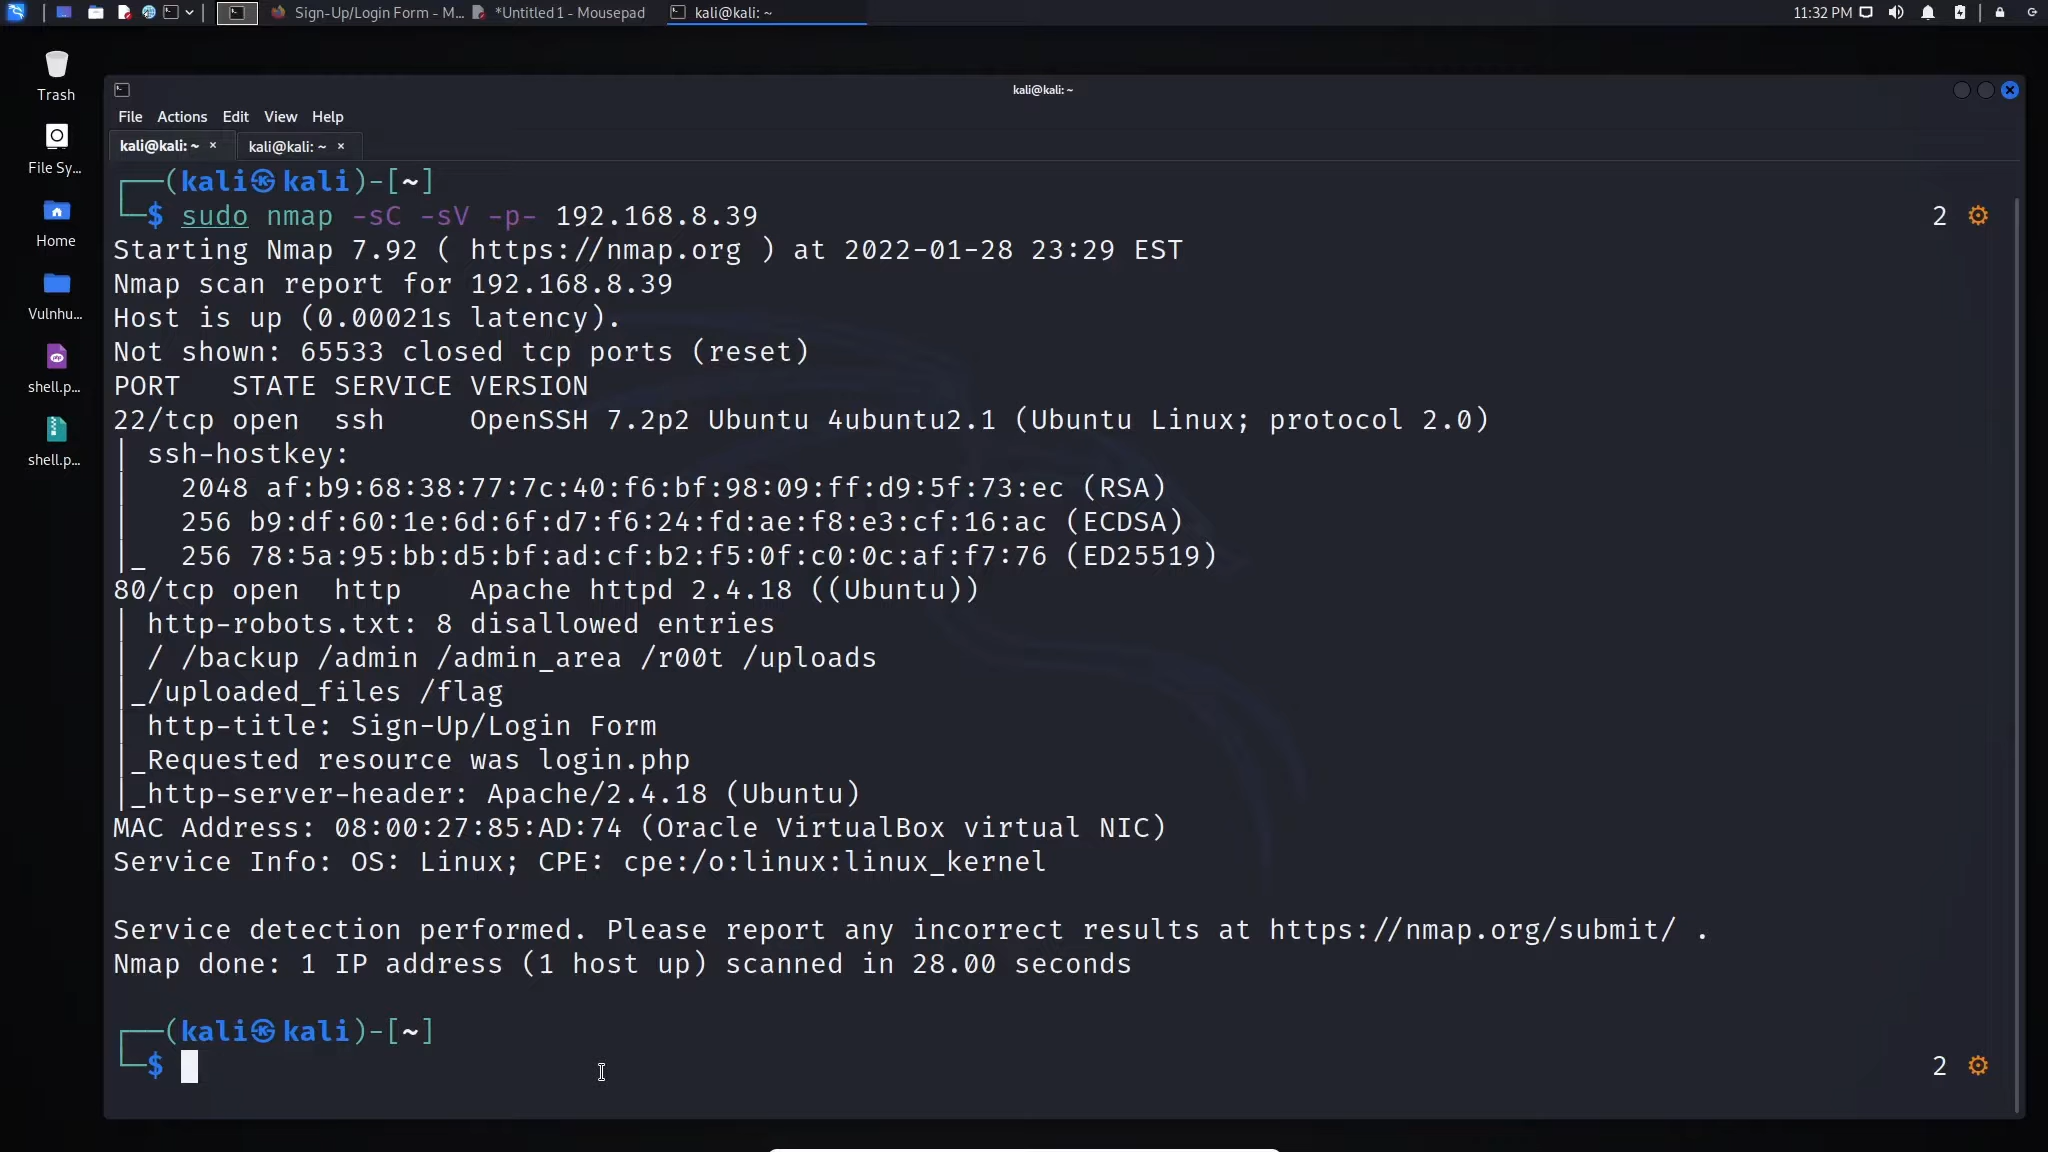 11:32 PM
Sign-Up/Login Form - M...
*Untitled 1 - Mousepad
kali@kali: ~
Trash
File Sy...
Home
Vulnhu...
shell.p...
shell.p...
kali@kali:~
File Actions Edit View Help
kali@kali: ~ ×
kali@kali: ~ ×
┌──(kali㉿kali)-[~]
└─$ sudo nmap -sC -sV -p- 192.168.8.39 2
Starting Nmap 7.92 ( https://nmap.org ) at 2022-01-28 23:29 EST
Nmap scan report for 192.168.8.39
Host is up (0.00021s latency).
Not shown: 65533 closed tcp ports (reset)
PORT   STATE SERVICE VERSION
22/tcp open  ssh     OpenSSH 7.2p2 Ubuntu 4ubuntu2.1 (Ubuntu Linux; protocol 2.0)
| ssh-hostkey:
|   2048 af:b9:68:38:77:7c:40:f6:bf:98:09:ff:d9:5f:73:ec (RSA)
|   256 b9:df:60:1e:6d:6f:d7:f6:24:fd:ae:f8:e3:cf:16:ac (ECDSA)
|_  256 78:5a:95:bb:d5:bf:ad:cf:b2:f5:0f:c0:0c:af:f7:76 (ED25519)
80/tcp open  http    Apache httpd 2.4.18 ((Ubuntu))
| http-robots.txt: 8 disallowed entries
| / /backup /admin /admin_area /r00t /uploads
|_/uploaded_files /flag
| http-title: Sign-Up/Login Form
|_Requested resource was login.php
|_http-server-header: Apache/2.4.18 (Ubuntu)
MAC Address: 08:00:27:85:AD:74 (Oracle VirtualBox virtual NIC)
Service Info: OS: Linux; CPE: cpe:/o:linux:linux_kernel
Service detection performed. Please report any incorrect results at https://nmap.org/submit/ .
Nmap done: 1 IP address (1 host up) scanned in 28.00 seconds
┌──(kali㉿kali)-[~]
└─$ 2